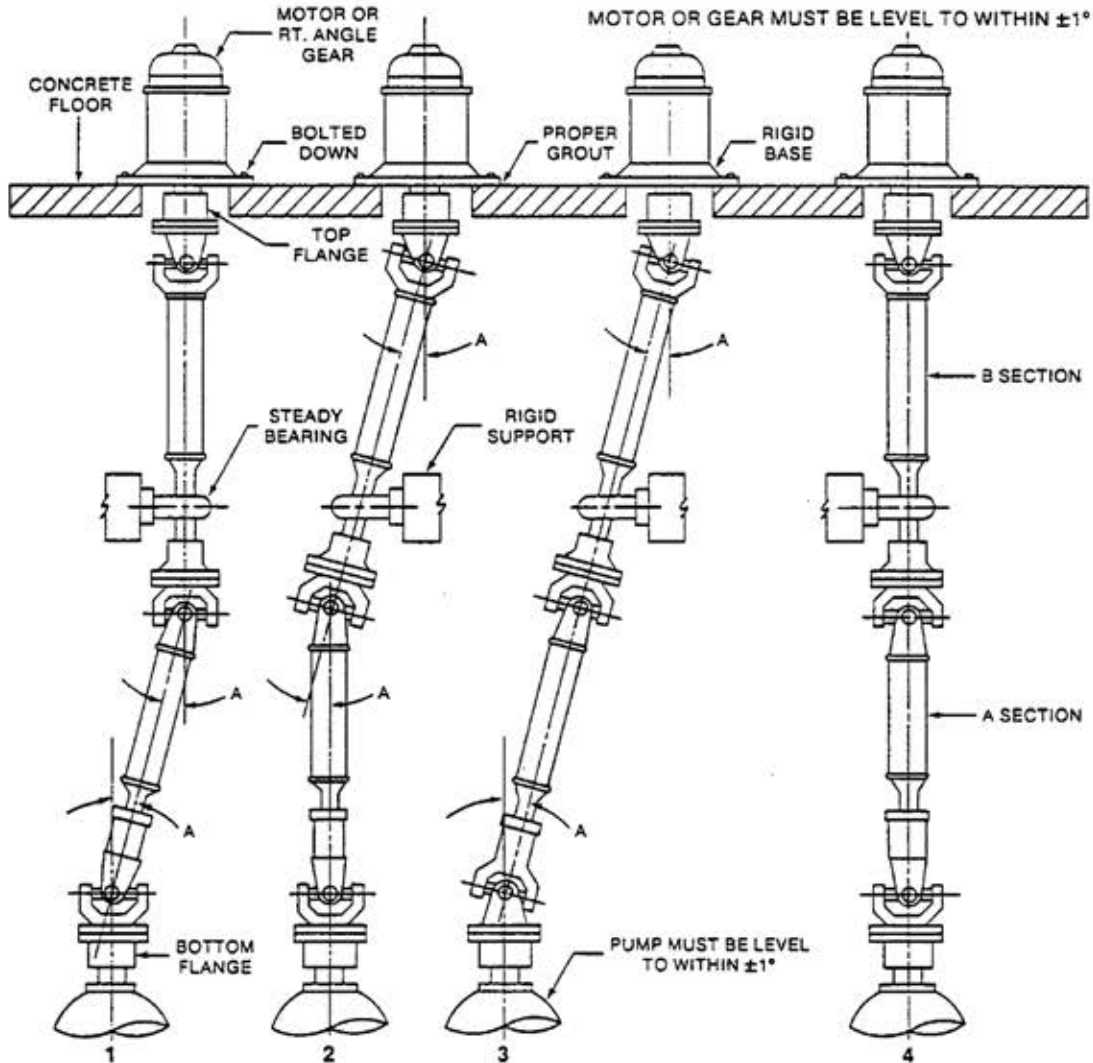 MOTOR OR
RT. ANGLE
GEAR
MOTOR OR GEAR MUST BE LEVEL TO WITHIN ±1°
CONCRETE
FLOOR
BOLTED
DOWN
PROPER
GROUT
RIGID
BASE
TOP
FLANGE
A
A
B SECTION
STEADY
BEARING
RIGID
SUPPORT
A
A
A SECTION
A
A
BOTTOM
FLANGE
PUMP MUST BE LEVEL
TO WITHIN ±1°
1
2
3
4